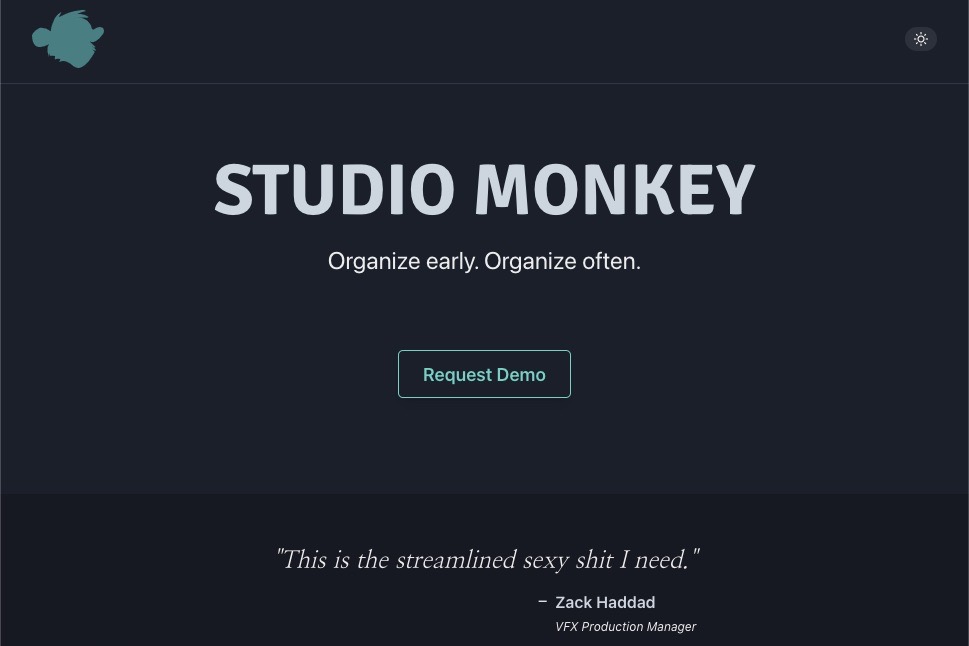 STUDIO MONKEY
Organize early. Organize often.
Request Demo
"This is the streamlined sexy shit I need."
– Zack Haddad
VFX Production Manager